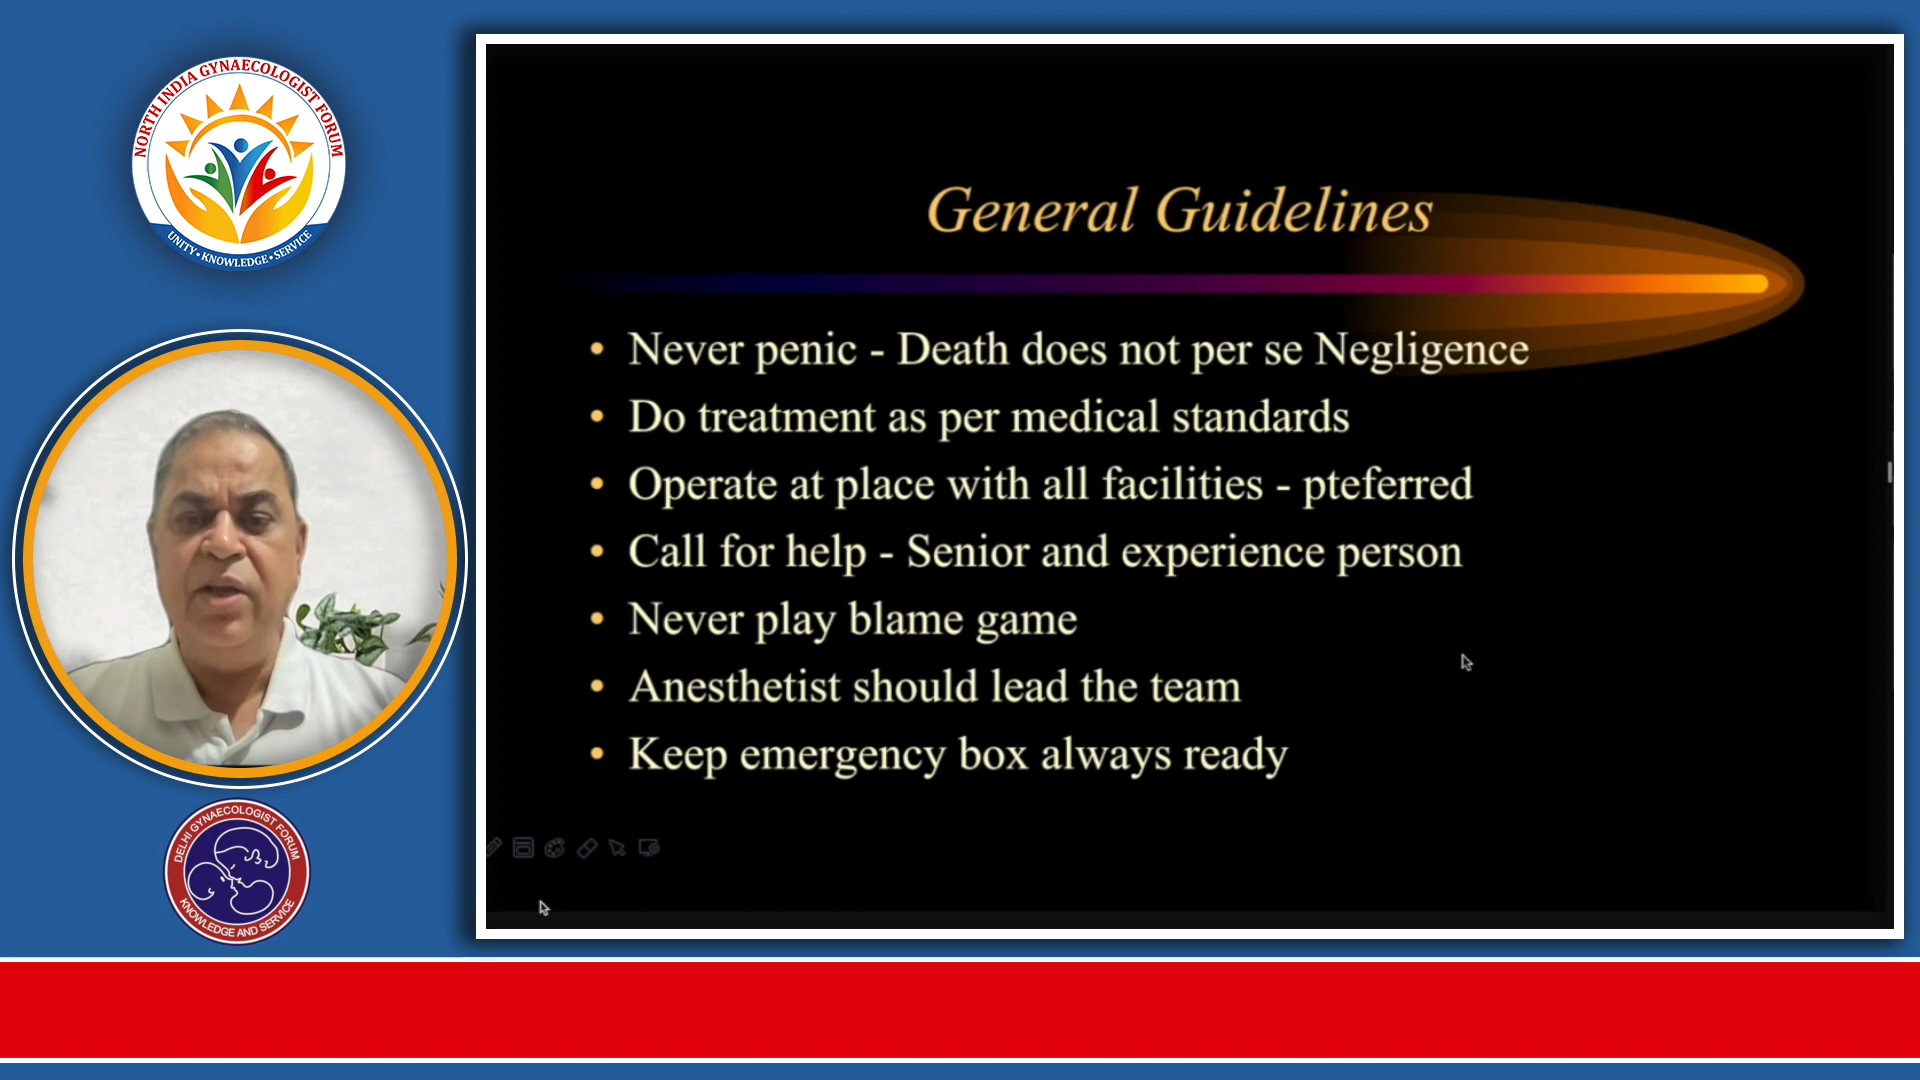 NORTH INDIA GYNAECOLOGIST FORUM
UNITY • KNOWLEDGE • SERVICE
DELHI GYNAECOLOGIST FORUM
KNOWLEDGE AND SERVICE
General Guidelines
• Never penic - Death does not per se Negligence
• Do treatment as per medical standards
• Operate at place with all facilities - pteferred
• Call for help - Senior and experience person
• Never play blame game
• Anesthetist should lead the team
• Keep emergency box always ready